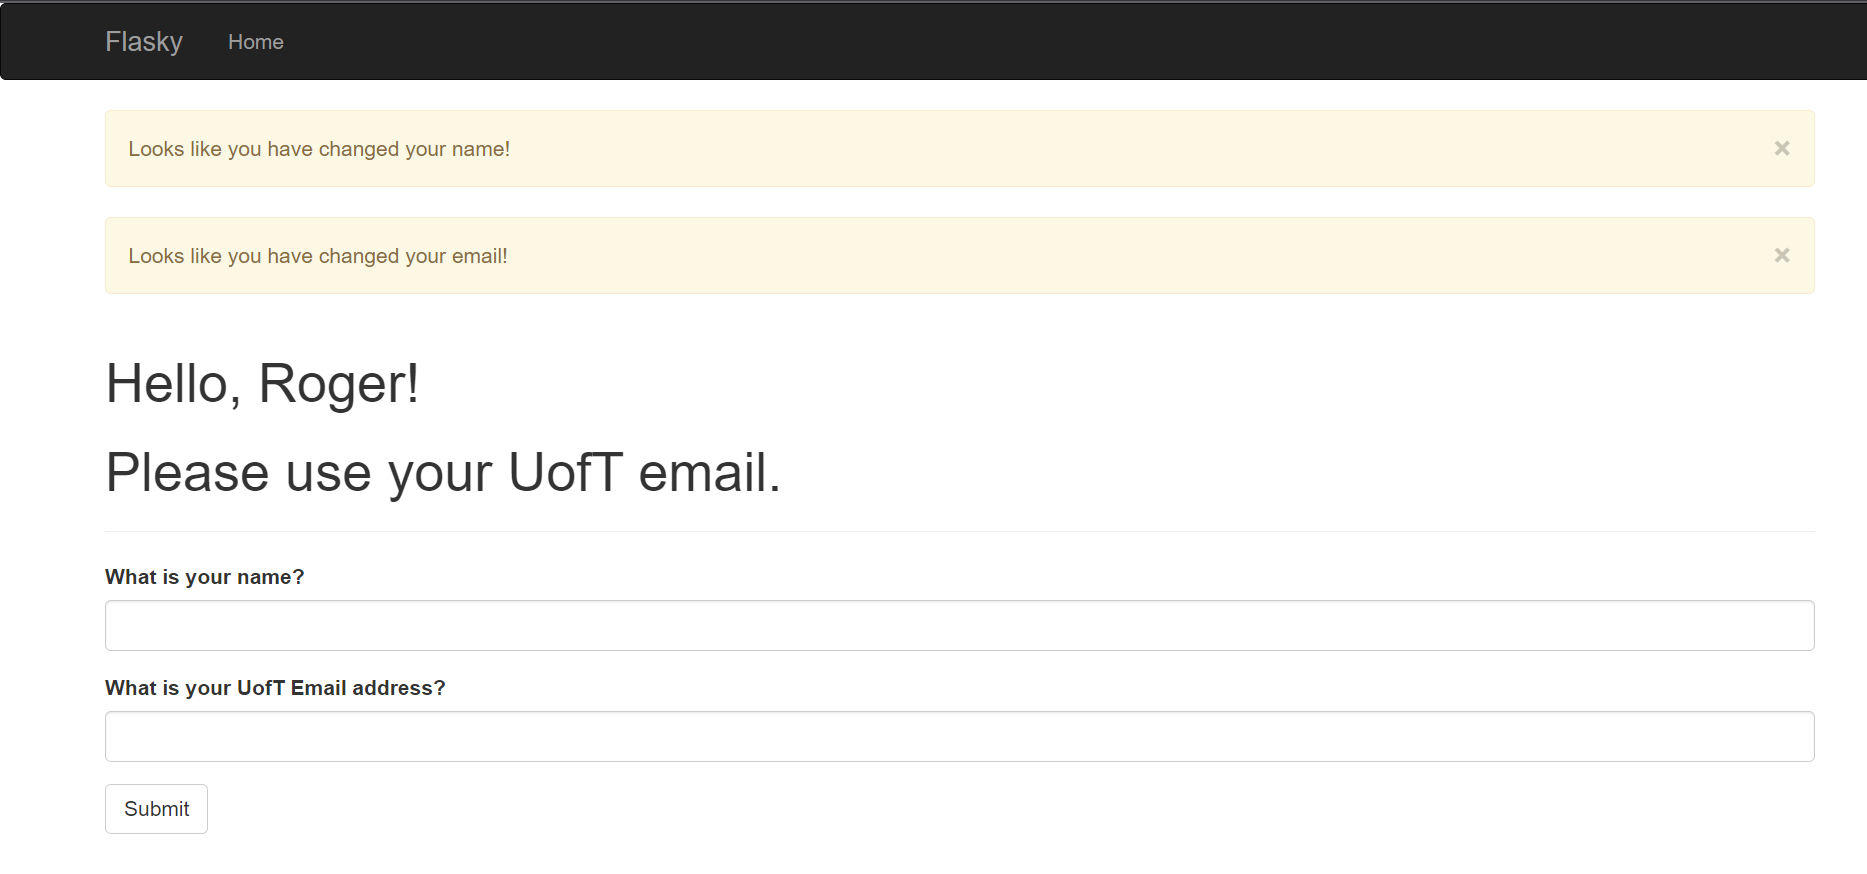 Flasky Home
Looks like you have changed your name! ×
Looks like you have changed your email! ×
Hello, Roger!
Please use your UofT email.
What is your name?
What is your UofT Email address?
Submit